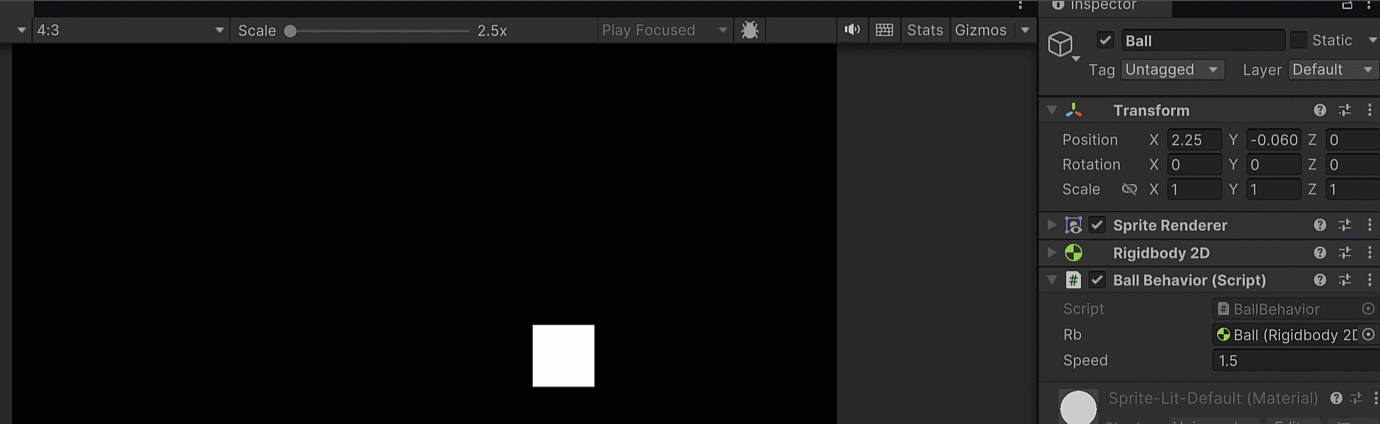 Inspector
4:3 Scale 2.5x Play Focused Stats Gizmos
Ball Static
Tag Untagged Layer Default
Transform
Position X 2.25 Y -0.060 Z 0
Rotation X 0 Y 0 Z 0
Scale X 1 Y 1 Z 1
Sprite Renderer
Rigidbody 2D
Ball Behavior (Script)
Script BallBehavior
Rb Ball (Rigidbody 2D
Speed 1.5
Sprite-Lit-Default (Material)